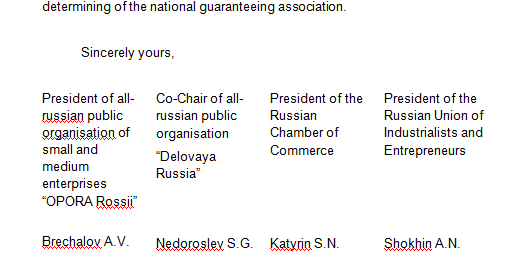 determining of the national guaranteeing association.
Sincerely yours,
President of all-
russian public
organisation of
small and
medium
enterprises
“OPORA Rossii”
Co-Chair of all-
russian public
organisation
“Delovaya
Russia”
President of the
Russian
Chamber of
Commerce
President of the
Russian Union of
Industrialists and
Entrepreneurs
Brechalov A.V.
Nedoroslev S.G.
Katyrin S.N.
Shokhin A.N.